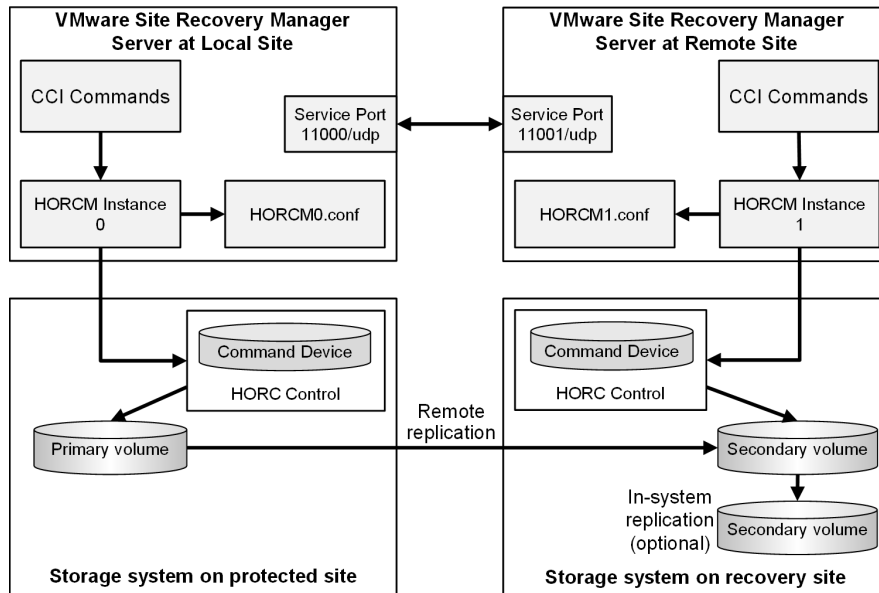 VMware Site Recovery Manager
Server at Local Site
CCI Commands
Service Port
11000/udp
HORCM Instance
0
HORCM0.conf
VMware Site Recovery Manager
Server at Remote Site
Service Port
11001/udp
CCI Commands
HORCM1.conf
HORCM Instance
1
Command Device
HORC Control
Primary volume
Storage system on protected site
Remote
replication
Command Device
HORC Control
Secondary volume
In-system
replication
(optional)
Secondary volume
Storage system on recovery site